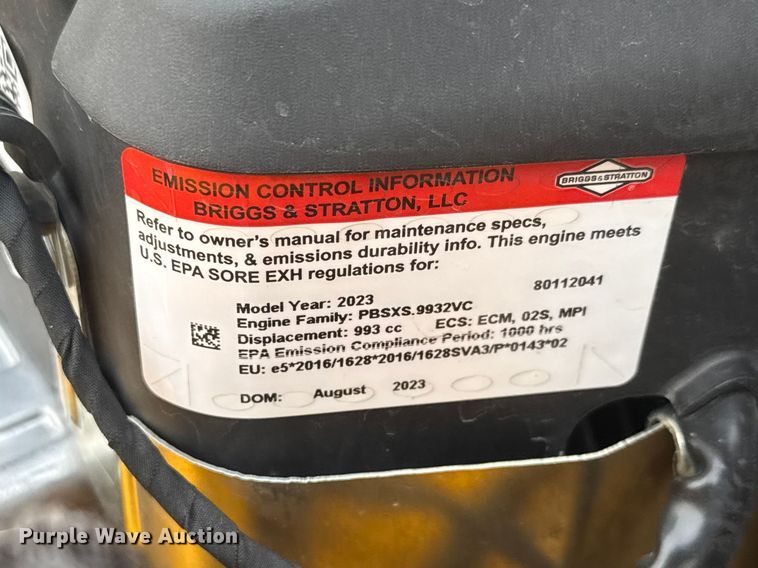 EMISSION CONTROL INFORMATION
BRIGGS & STRATTON, LLC
BRIGGS & STRATTON
®
Refer to owner's manual for maintenance specs,
adjustments, & emissions durability info. This engine meets
U.S. EPA SORE EXH regulations for:
80112041
Model Year: 2023
Engine Family: PBSXS.9932VC
Displacement: 993 cc ECS: ECM, 02S, MPI
EPA Emission Compliance Period: 1000 hrs
EU: e5*2016/1628*2016/1628SVA3/P*0143*02
DOM: August 2023
Purple Wave Auction